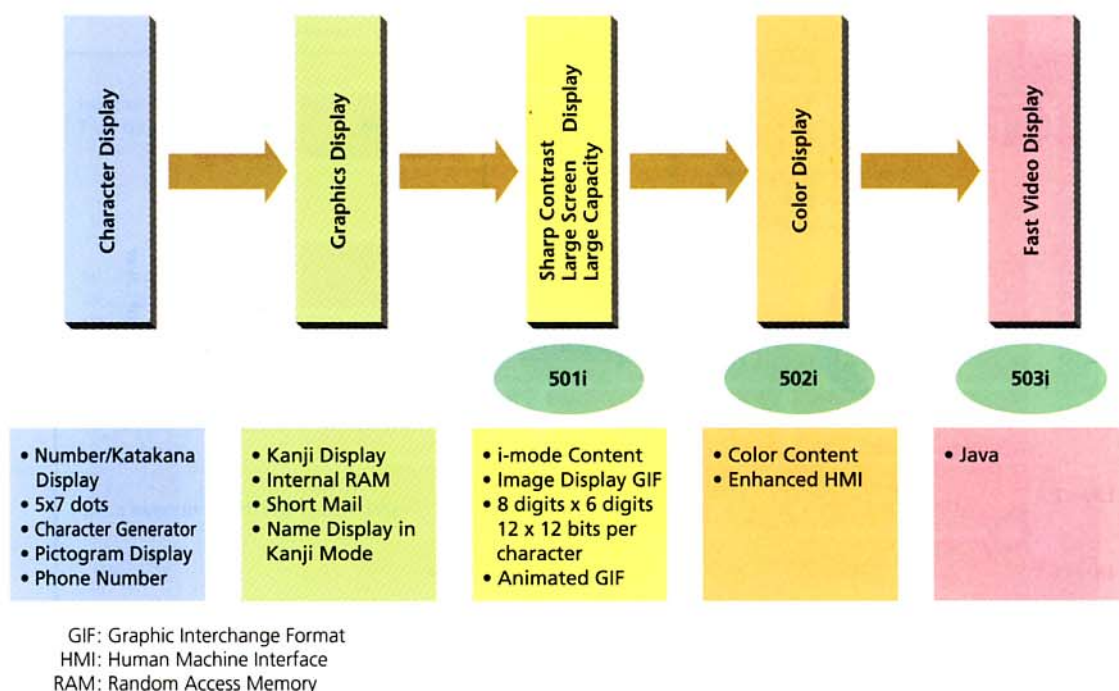 Character Display
Graphics Display
Sharp Contrast
Large Screen Display
Large Capacity
Color Display
Fast Video Display
501i
502i
503i
• Number/Katakana
Display
• 5x7 dots
• Character Generator
• Pictogram Display
• Phone Number
• Kanji Display
• Internal RAM
• Short Mail
• Name Display in
Kanji Mode
• i-mode Content
• Image Display GIF
• 8 digits x 6 digits
12 x 12 bits per
character
• Animated GIF
• Color Content
• Enhanced HMI
• Java
GIF: Graphic Interchange Format
HMI: Human Machine Interface
RAM: Random Access Memory